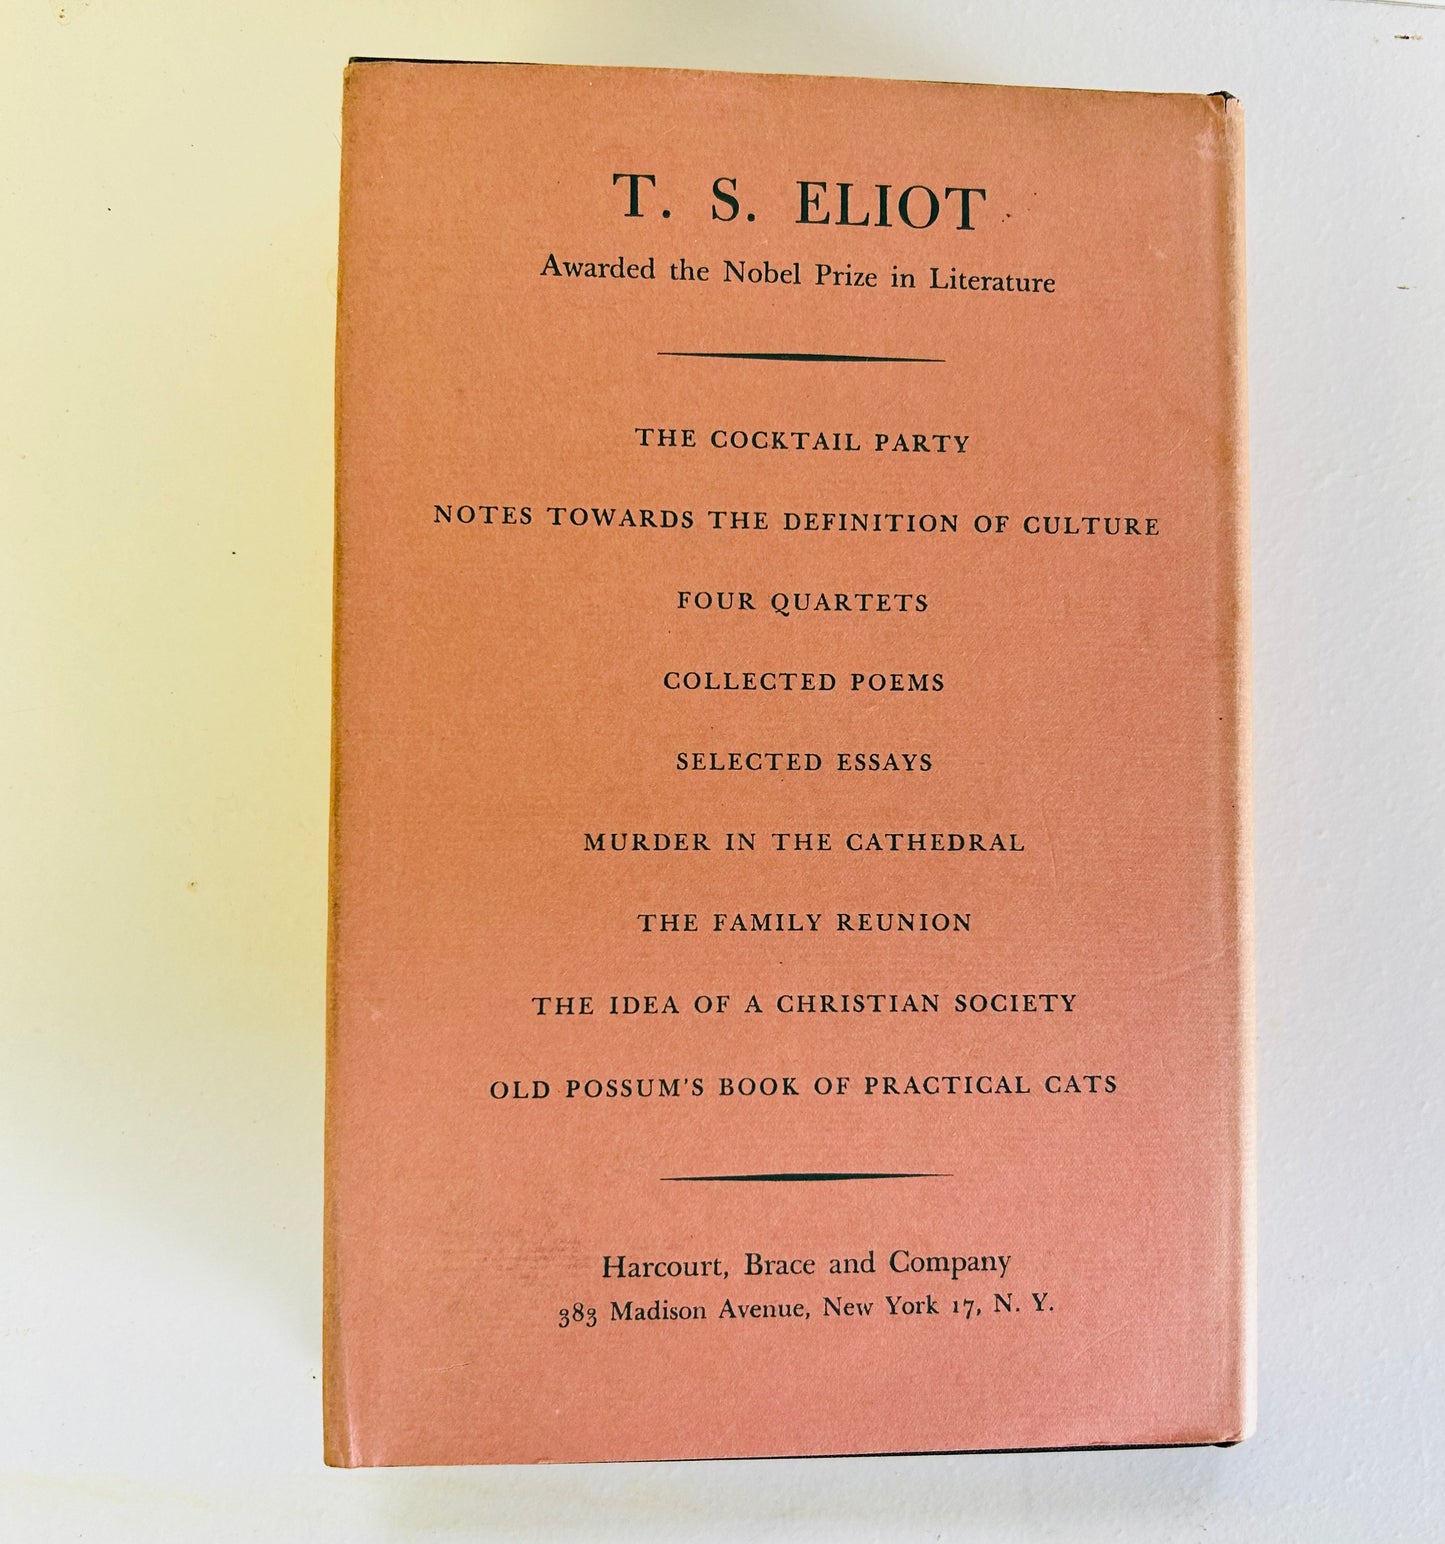 T. S. ELIOT
Awarded the Nobel Prize in Literature
THE COCKTAIL PARTY
NOTES TOWARDS THE DEFINITION OF CULTURE
FOUR QUARTETS
COLLECTED POEMS
SELECTED ESSAYS
MURDER IN THE CATHEDRAL
THE FAMILY REUNION
THE IDEA OF A CHRISTIAN SOCIETY
OLD POSSUM'S BOOK OF PRACTICAL CATS
Harcourt, Brace and Company
383 Madison Avenue, New York 17, N. Y.